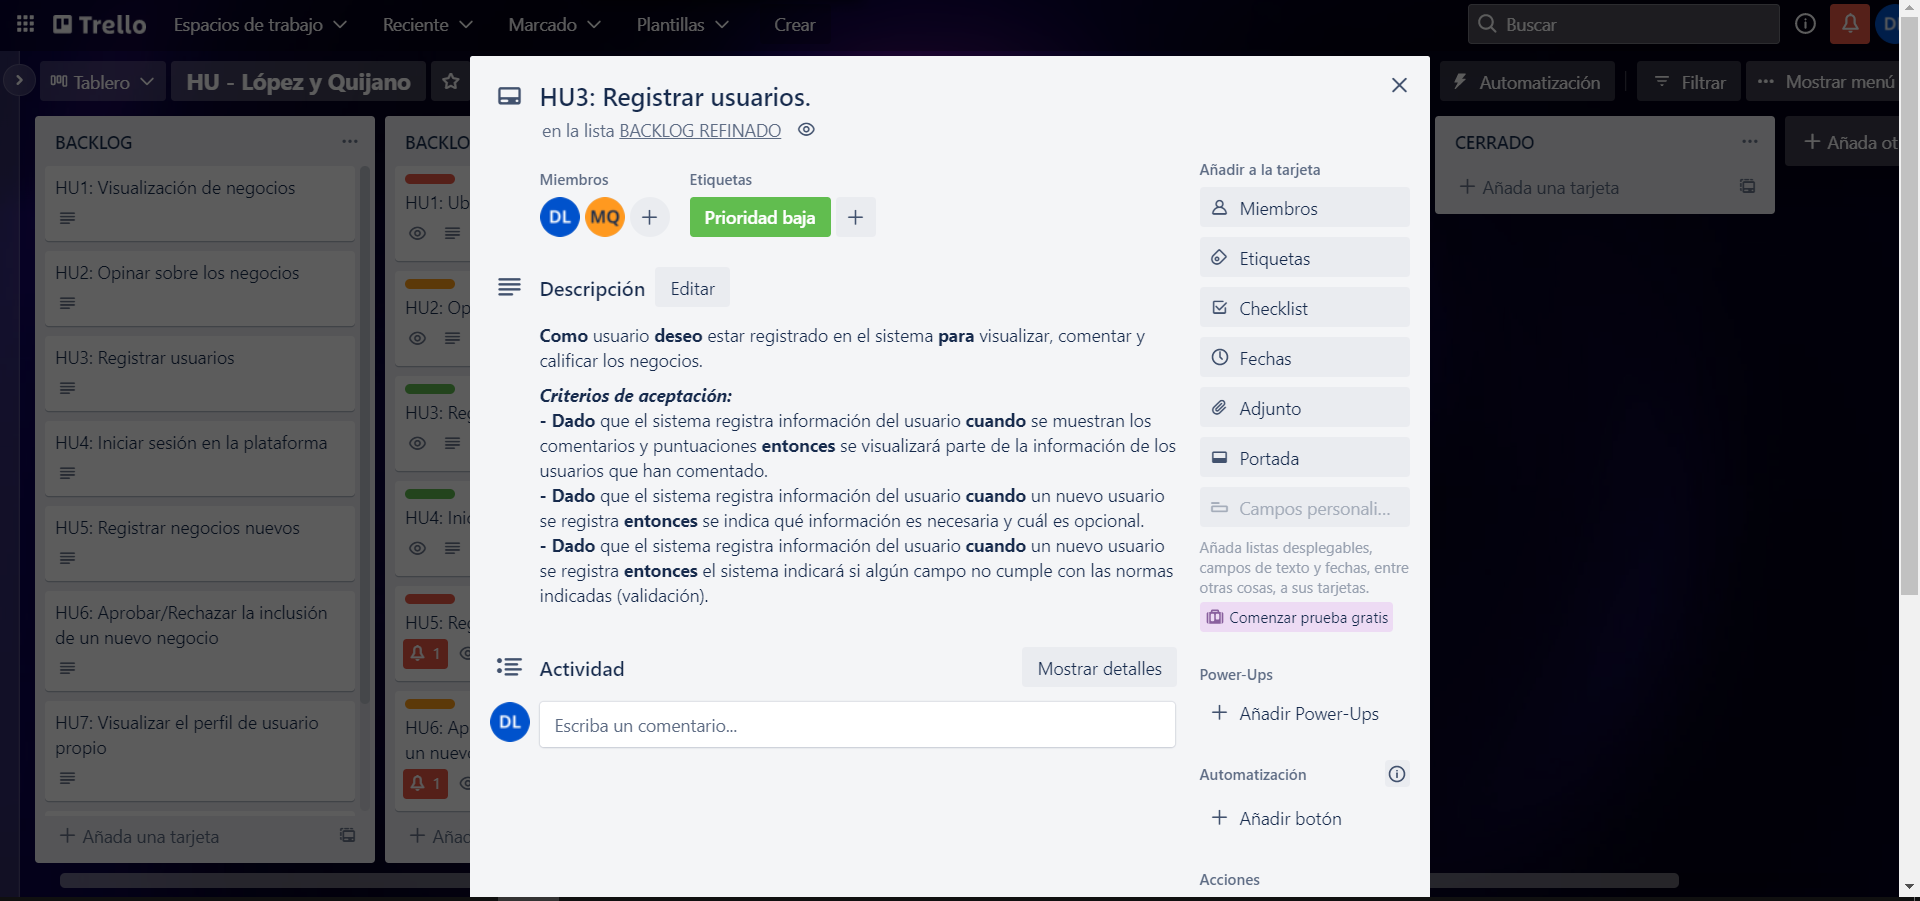 Trello
Espacios de trabajo
Reciente
Marcado
Plantillas
Crear
Buscar
Tablero
HU - López y Quijano
Automatización
Filtrar
Mostrar menú
BACKLOG
HU1: Visualización de negocios
HU2: Opinar sobre los negocios
HU3: Registrar usuarios
HU4: Iniciar sesión en la plataforma
HU5: Registrar negocios nuevos
HU6: Aprobar/Rechazar la inclusión
de un nuevo negocio
HU7: Visualizar el perfil de usuario
propio
+ Añada una tarjeta
BACKLO
HU1: Ub
HU2: Op
HU3: Reg
HU4: Inic
HU5: Reg
1
HU6: Ap
un nuevo
1
+ Añad
HU3: Registrar usuarios.
en la lista BACKLOG REFINADO
Miembros
DL
MQ
+
Etiquetas
Prioridad baja
+
Descripción
Editar
Como usuario deseo estar registrado en el sistema para visualizar, comentar y
calificar los negocios.
Criterios de aceptación:
- Dado que el sistema registra información del usuario cuando se muestran los
comentarios y puntuaciones entonces se visualizará parte de la información de los
usuarios que han comentado.
- Dado que el sistema registra información del usuario cuando un nuevo usuario
se registra entonces se indica qué información es necesaria y cuál es opcional.
- Dado que el sistema registra información del usuario cuando un nuevo usuario
se registra entonces el sistema indicará si algún campo no cumple con las normas
indicadas (validación).
Actividad
Mostrar detalles
DL
Escriba un comentario...
Añadir a la tarjeta
Miembros
Etiquetas
Checklist
Fechas
Adjunto
Portada
Campos personali...
Añada listas desplegables,
campos de texto y fechas, entre
otras cosas, a sus tarjetas.
Comenzar prueba gratis
Power-Ups
+ Añadir Power-Ups
Automatización
+ Añadir botón
Acciones
CERRADO
+ Añada una tarjeta
+ Añada ot